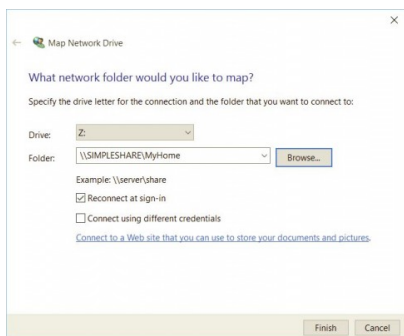 Map Network Drive
What network folder would you like to map?
Specify the drive letter for the connection and the folder that you want to connect to:
Drive: Z:
Folder: \\SIMPLESHARE\MyHome Browse...
Example: \\server\share
Reconnect at sign-in
Connect using different credentials
Connect to a Web site that you can use to store your documents and pictures.
Finish Cancel